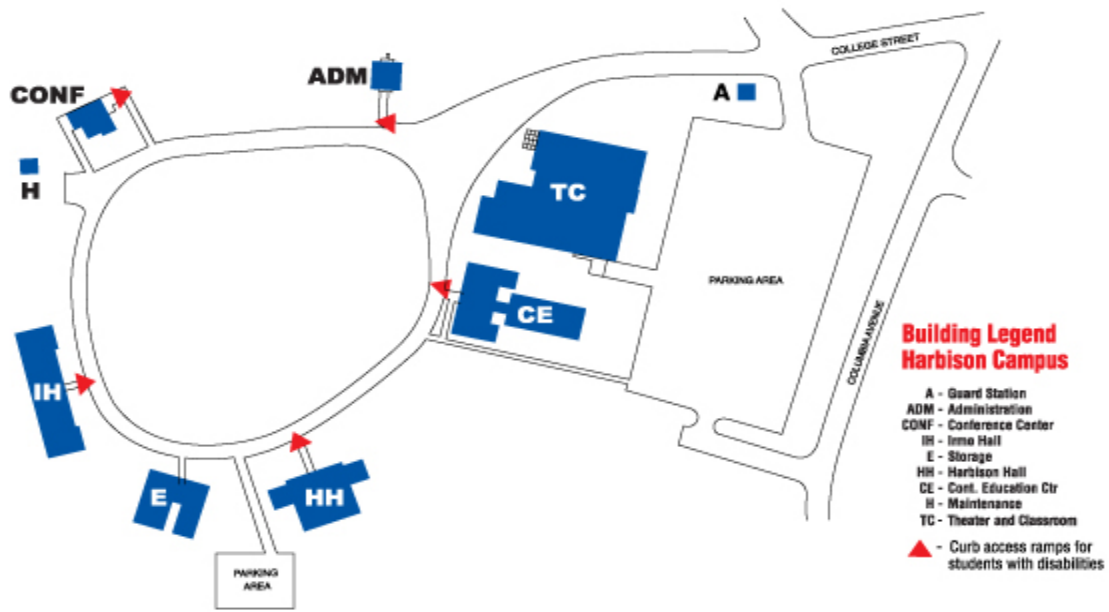 COLLEGE STREET
ADM
A
CONF
H
TC
PARKING AREA
CE
COLUMBIA AVENUE
IH
E
HH
PARKING
AREA
Building Legend
Harbison Campus
A - Guard Station
ADM - Administration
CONF - Conference Center
IH - Irmo Hall
E - Storage
HH - Harbison Hall
CE - Cont. Education Ctr
H - Maintenance
TC - Theater and Classroom
- Curb access ramps for
students with disabilities